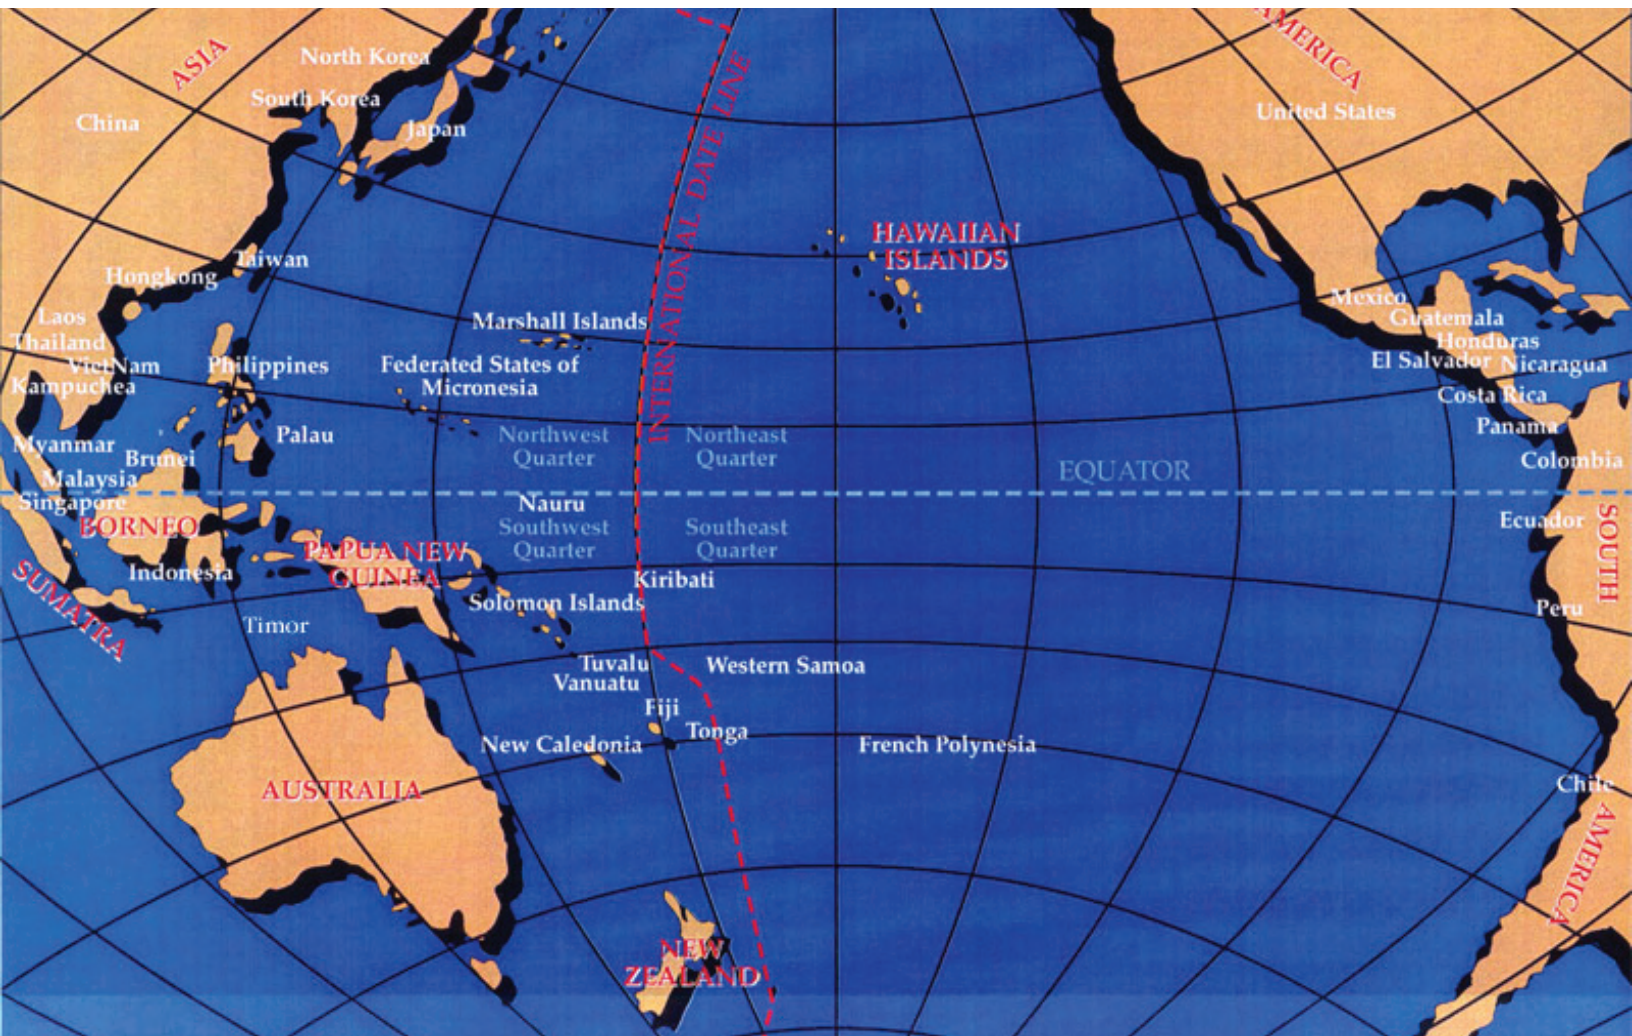 AMERICA
ASIA
North Korea
South Korea
China
Japan
United States
INTERNATIONAL DATE LINE
HAWAIIAN
ISLANDS
Taiwan
Hongkong
Mexico
Laos
Marshall Islands
Guatemala
Thailand
Honduras
VietNam
Philippines
Federated States of
Micronesia
El Salvador
Nicaragua
Kampuchea
Costa Rica
Palau
Northwest
Quarter
Northeast
Quarter
Panama
Myanmar
Brunei
Colombia
Malaysia
EQUATOR
Singapore
Nauru
BORNEO
Southwest
Quarter
Southeast
Quarter
Ecuador
SOUTH
AMERICA
PAPUA NEW
GUINEA
Indonesia
Kiribati
SUMATRA
Solomon Islands
Peru
Timor
Tuvalu
Western Samoa
Vanuatu
Fiji
Tonga
New Caledonia
French Polynesia
Chile
AUSTRALIA
NEW
ZEALAND